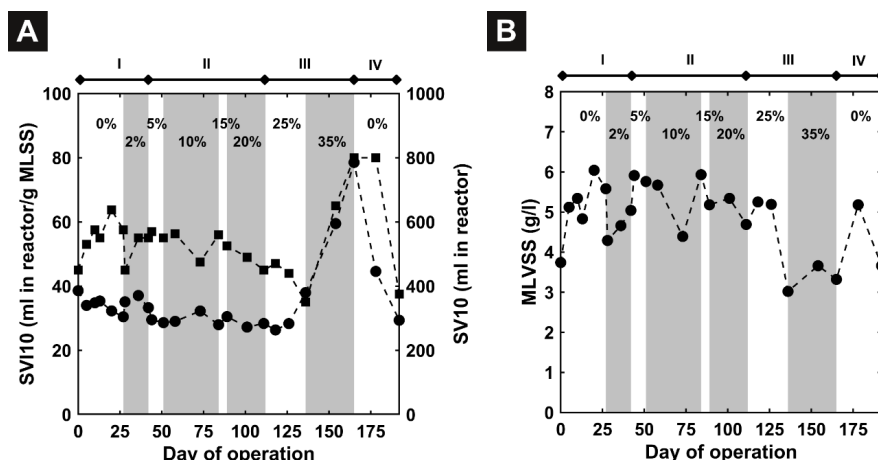 A
I II III IV
100 1000
0% 5% 15% 25% 0%
2% 10% 20% 35%
80 800
60 600
40 400
20 200
0 0
0 25 50 75 100 125 150 175
SVI10 (ml in reactor/g MLSS)
SV10 (ml in reactor)
Day of operation
B
I II III IV
8
0% 5% 15% 25% 0%
2% 10% 20% 35%
7
6
5
4
3
2
1
0
0 25 50 75 100 125 150 175
MLVSS (g/l)
Day of operation